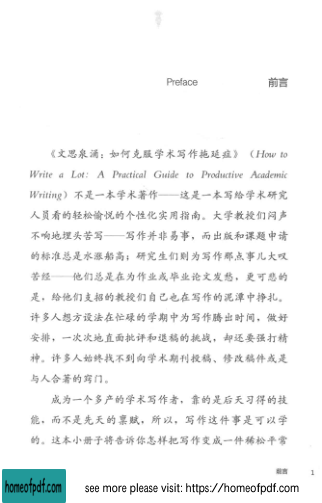 Preface 前言
《文思泉涌：如何克服学术写作拖延症》（How to
Write a Lot: A Practical Guide to Productive Academic
Writing）不是一本学术著作——这是一本写给学术研究
人员看的轻松愉悦的个性化实用指南。大学教授们闷声
不响地埋头苦写——写作并非易事，而出版和课题申请
的标准总是水涨船高；研究生们则为写作那点事儿大叹
苦经——他们总是在为作业或毕业论文发愁，更可悲的
是，给他们支招的教授们自己也在写作的泥潭中挣扎。
许多人想方设法在忙碌的学期中为写作腾出时间，做好
安排，一次次地直面批评和退稿的挑战，却还要强打精
神。许多人始终找不到向学术期刊投稿、修改稿件或是
与人合著的窍门。
成为一个多产的学术写作者，靠的是后天习得的技
能，而不是先天的禀赋，所以，写作这件事是可以学
的。这本小册子将告诉你怎样把写作变成一件稀松平常
前言 1
homeofpdf.com see more please visit: https://homeofpdf.com